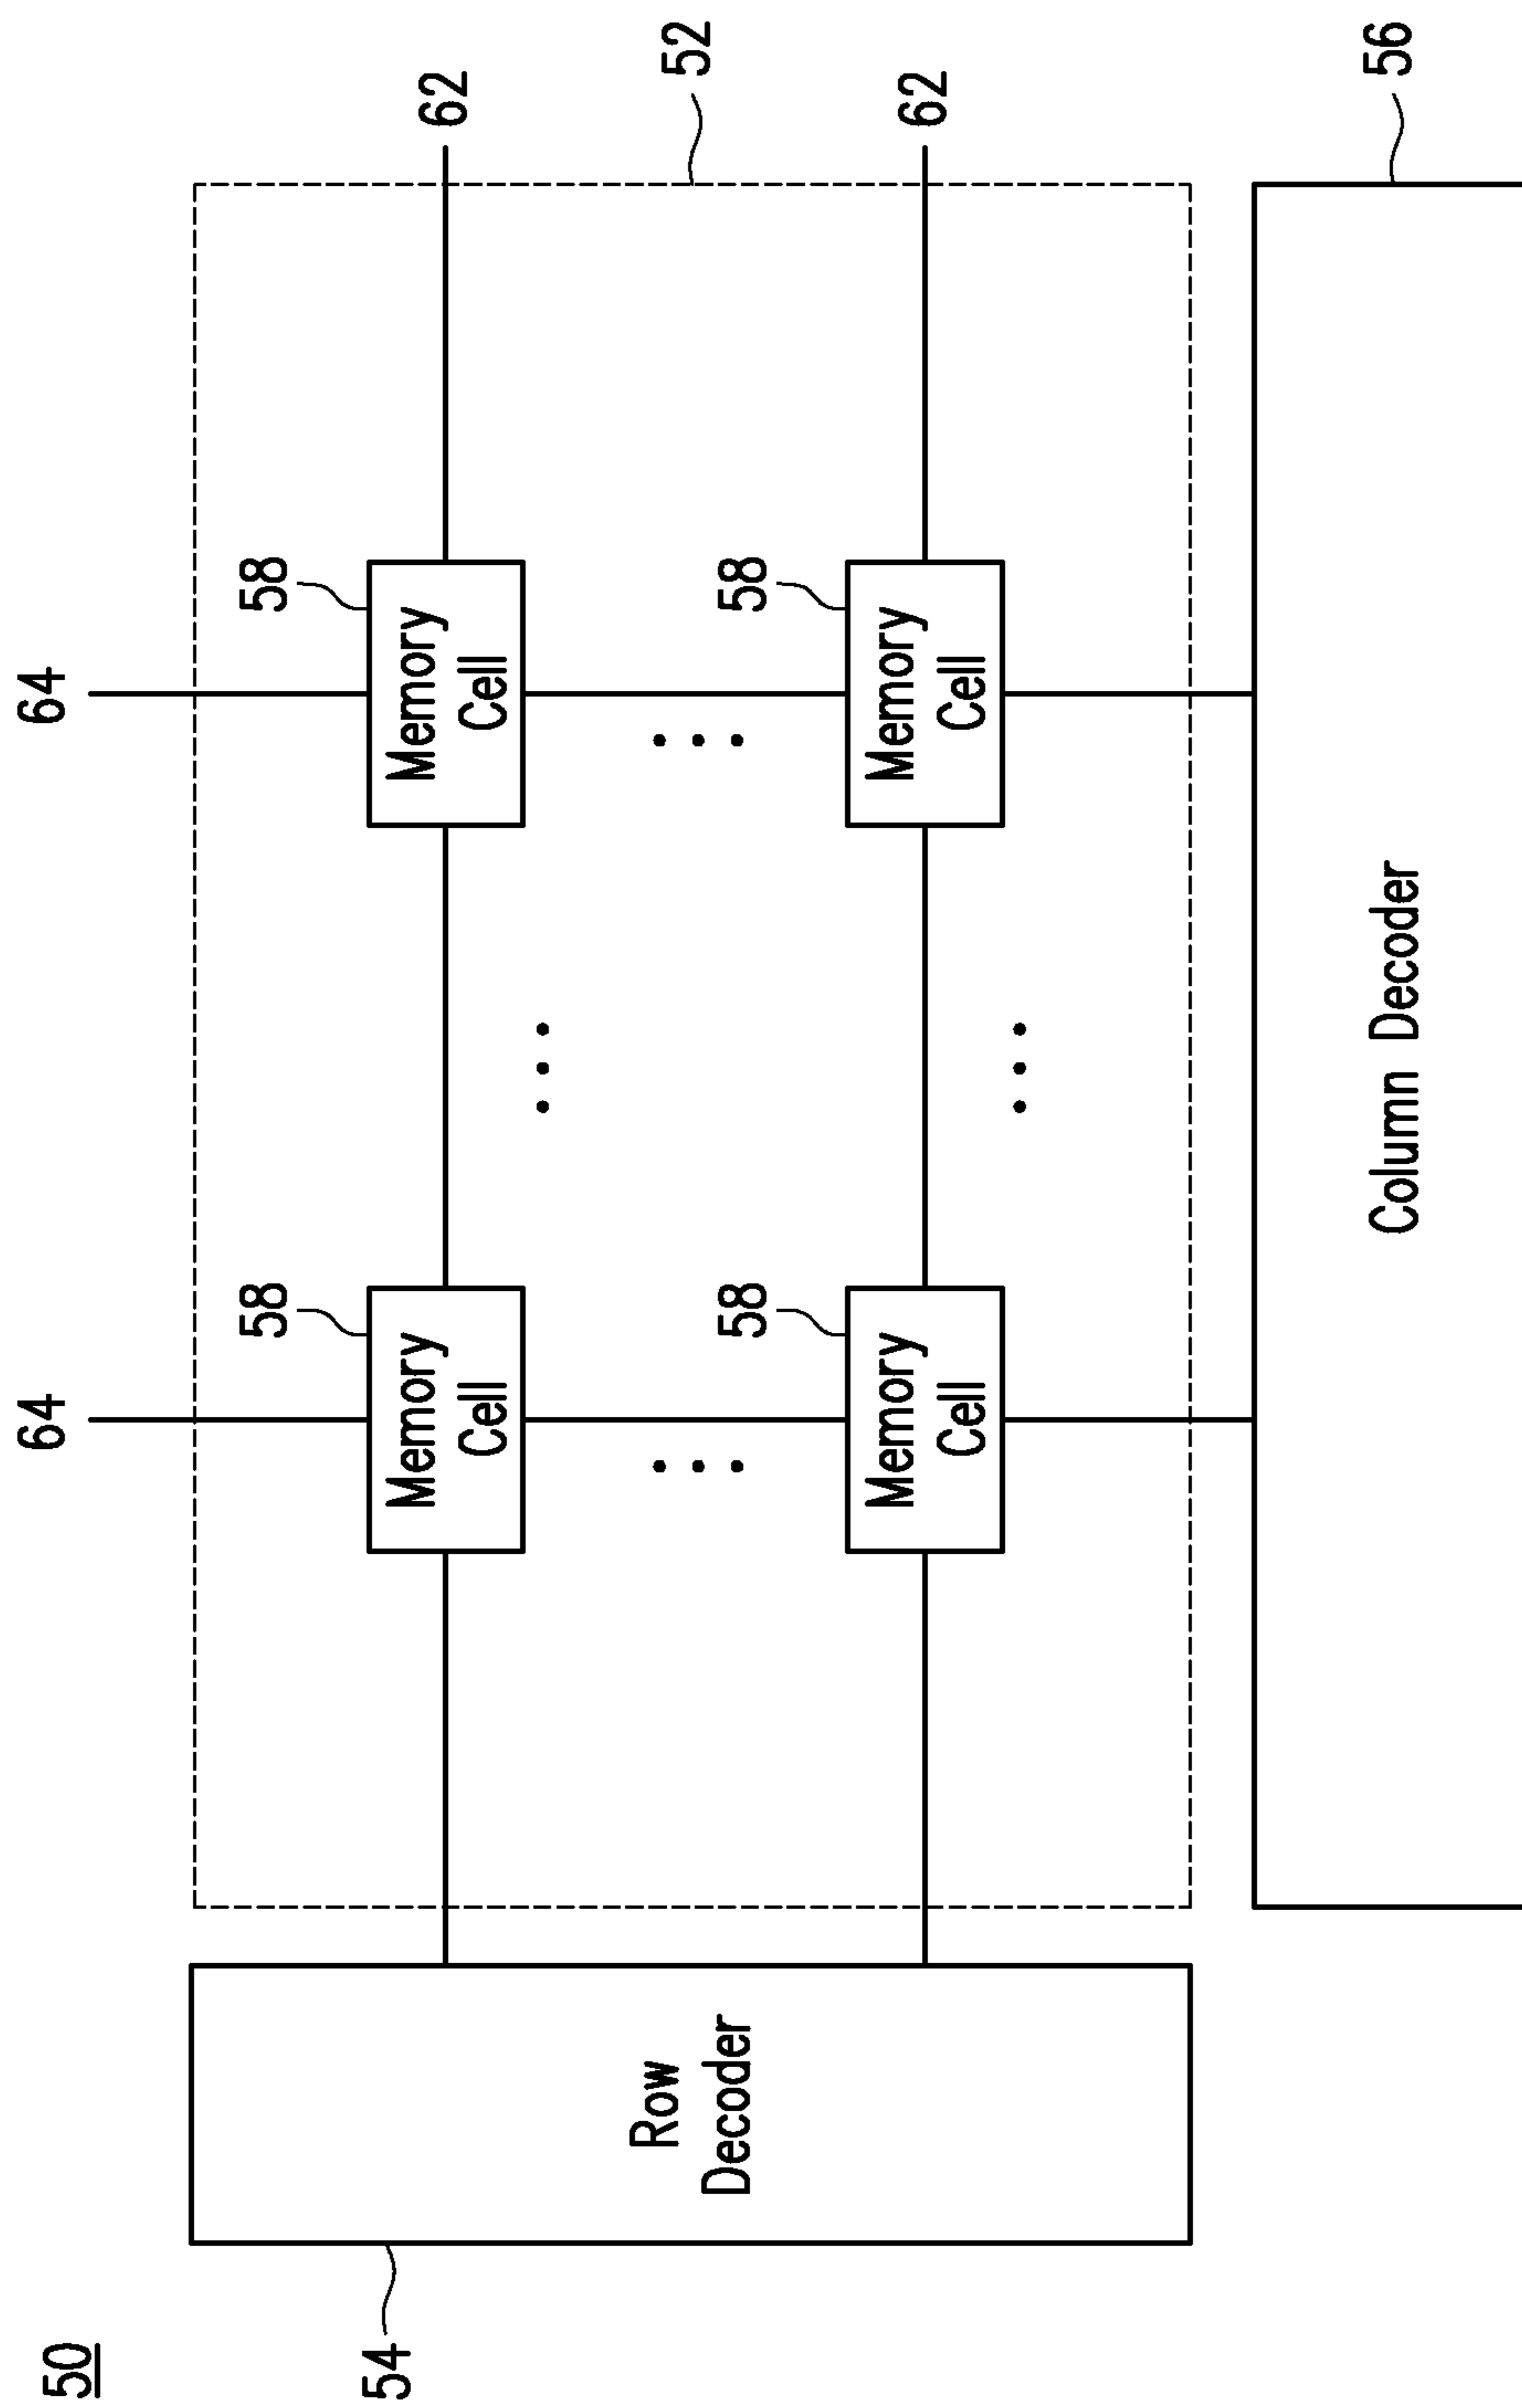 50
64
64
58
58
54
Memory
Cell
Memory
Cell
62
Row
Decoder
52
58
58
Memory
Cell
Memory
Cell
62
Column Decoder
56